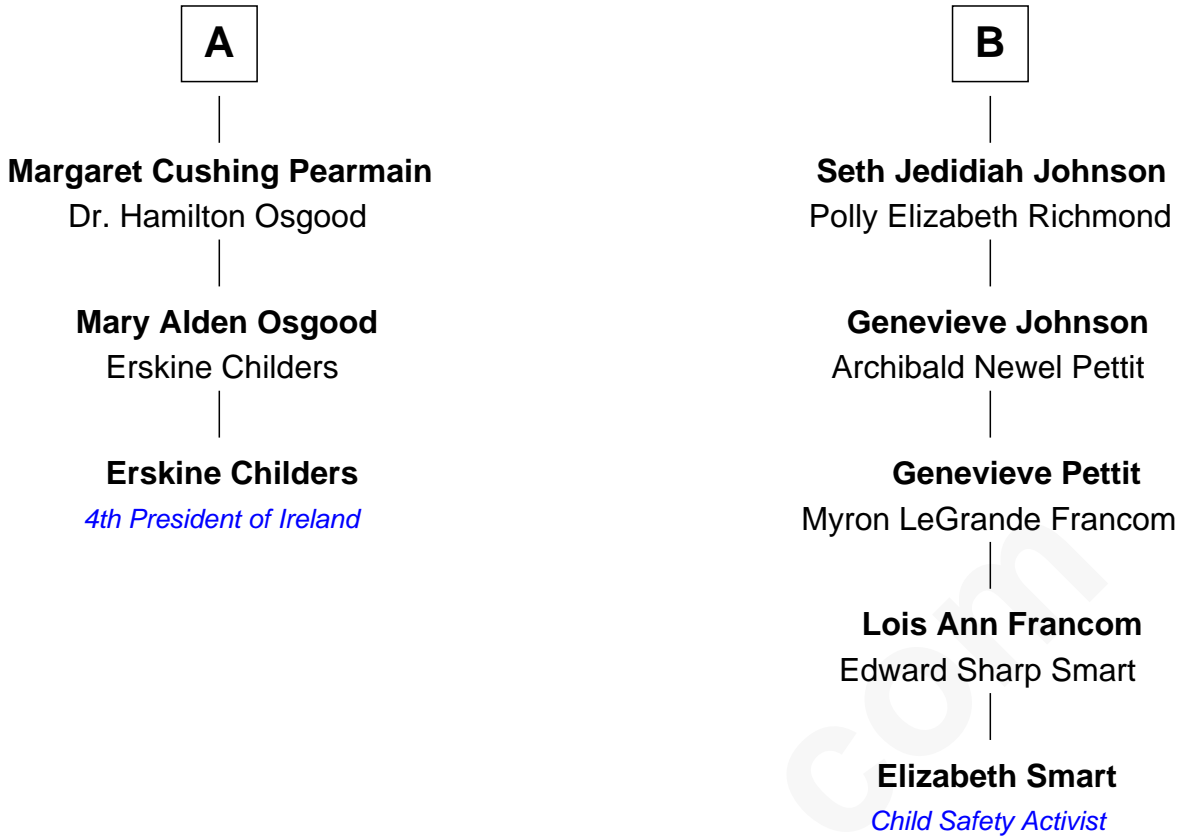 A
Margaret Cushing Pearmain
Dr. Hamilton Osgood
Mary Alden Osgood
Erskine Childers
Erskine Childers
4th President of Ireland
B
Seth Jedidiah Johnson
Polly Elizabeth Richmond
Genevieve Johnson
Archibald Newel Pettit
Genevieve Pettit
Myron LeGrande Francom
Lois Ann Francom
Edward Sharp Smart
Elizabeth Smart
Child Safety Activist
com